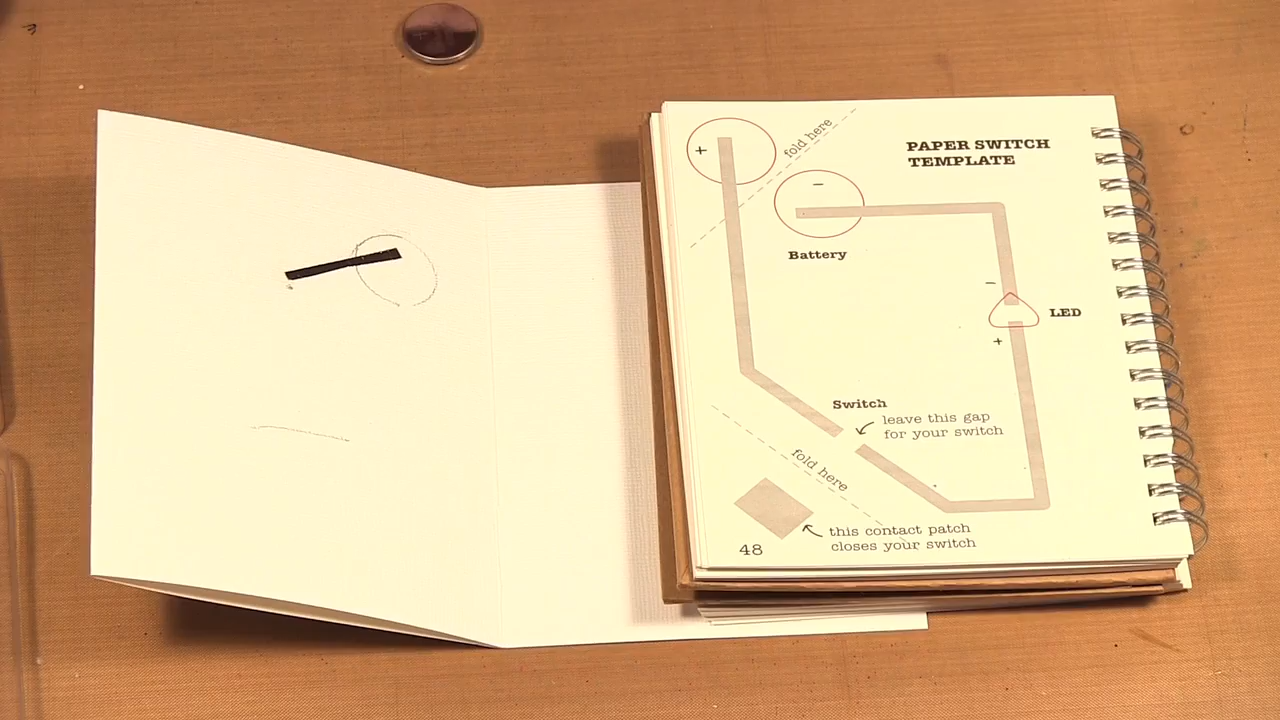 PAPER SWITCH
TEMPLATE
+
fold here
−
Battery
−
LED
+
Switch
leave this gap
for your switch
fold here
this contact patch
closes your switch
48